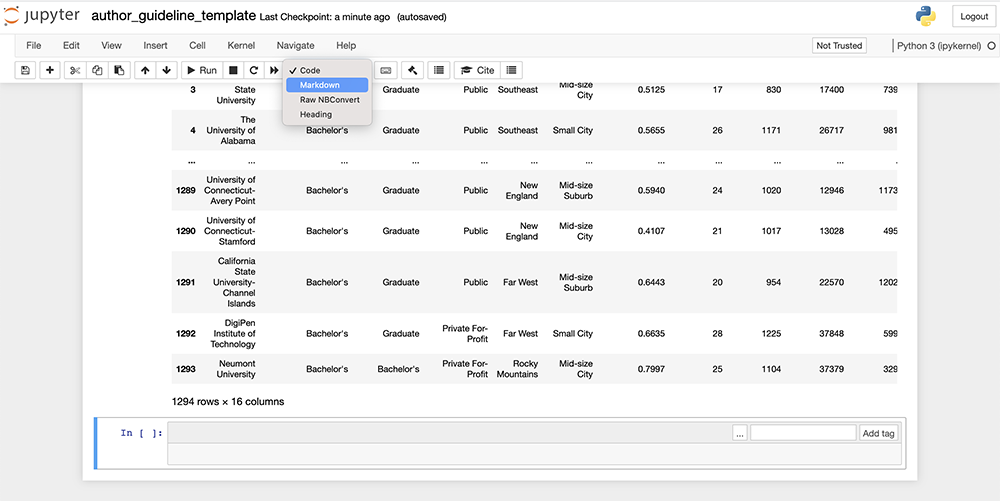 jupyter author_guideline_template Last Checkpoint: a minute ago (autosaved) Logout
File Edit View Insert Cell Kernel Navigate Help Not Trusted Python 3 (ipykernel)
Run Cite
✓ Code
Markdown
Raw NBConvert
Heading
3 State University Graduate Public Southeast Mid-size City 0.5125 17 830 17400 739
4 The University of Alabama Bachelor's Graduate Public Southeast Small City 0.5655 26 1171 26717 981
... ... ... ... ... ... ... ... ... ... ...
1289 University of Connecticut-Avery Point Bachelor's Graduate Public New England Mid-size Suburb 0.5940 24 1020 12946 1173
1290 University of Connecticut-Stamford Bachelor's Graduate Public New England Mid-size City 0.4107 21 1017 13028 495
1291 California State University-Channel Islands Bachelor's Graduate Public Far West Mid-size Suburb 0.6443 20 954 22570 1202
1292 DigiPen Institute of Technology Bachelor's Graduate Private For-Profit Far West Small City 0.6635 28 1225 37848 599
1293 Neumont University Bachelor's Bachelor's Private For-Profit Rocky Mountains Mid-size City 0.7997 25 1104 37379 329
1294 rows × 16 columns
In [ ]: ... Add tag